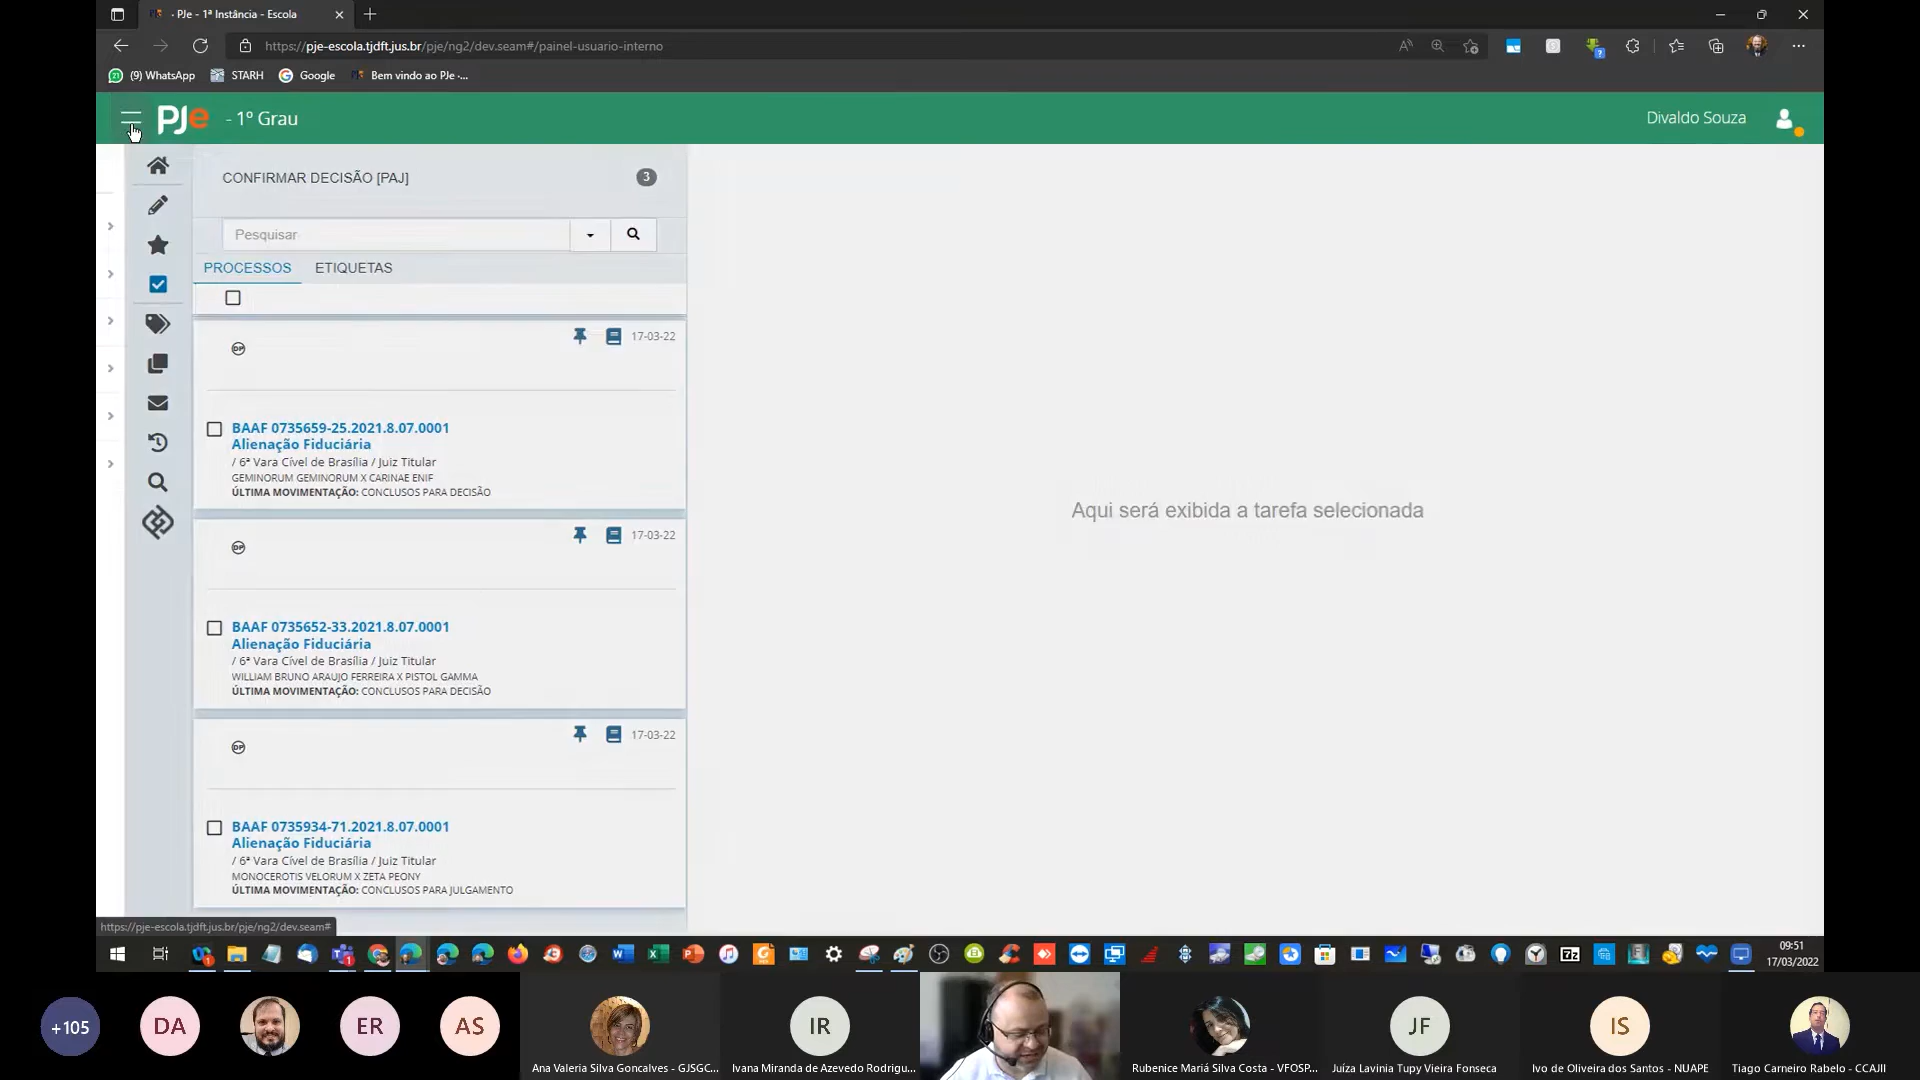 - PJe - 1ª Instância - Escola
https://pje-escola.tjdft.jus.br/pje/ng2/dev.seam#/painel-usuario-interno
(9) WhatsApp
STARH
Google
Bem vindo ao PJe -...
PJe - 1º Grau
Divaldo Souza
CONFIRMAR DECISÃO [PAJ]
3
Pesquisar
PROCESSOS
ETIQUETAS
17-03-22
BAAF 0735659-25.2021.8.07.0001
Alienação Fiduciária
/ 6ª Vara Cível de Brasília / Juiz Titular
GEMINORUM GEMINORUM X CARINAE ENIF
ÚLTIMA MOVIMENTAÇÃO: CONCLUSOS PARA DECISÃO
17-03-22
BAAF 0735652-33.2021.8.07.0001
Alienação Fiduciária
/ 6ª Vara Cível de Brasília / Juiz Titular
WILLIAM BRUNO ARAUJO FERREIRA X PISTOL GAMMA
ÚLTIMA MOVIMENTAÇÃO: CONCLUSOS PARA DECISÃO
17-03-22
BAAF 0735934-71.2021.8.07.0001
Alienação Fiduciária
/ 6ª Vara Cível de Brasília / Juiz Titular
MONOCEROTIS VELORUM X ZETA PEONY
ÚLTIMA MOVIMENTAÇÃO: CONCLUSOS PARA JULGAMENTO
Aqui será exibida a tarefa selecionada
https://pje-escola.tjdft.jus.br/pje/ng2/dev.seam#
09:51
17/03/2022
+105
DA
ER
AS
IR
JF
IS
Ana Valeria Silva Goncalves - GJSGC...
Ivana Miranda de Azevedo Rodrigu...
Rubenice Mariá Silva Costa - VFOSP...
Juíza Lavinia Tupy Vieira Fonseca
Ivo de Oliveira dos Santos - NUAPE
Tiago Carneiro Rabelo - CCAJII